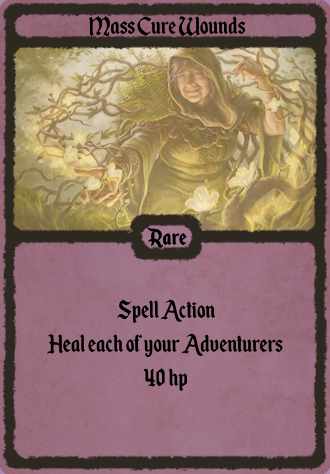 Mass Cure Wounds
Rare
Spell Action
Heal each of your Adventurers
40 hp